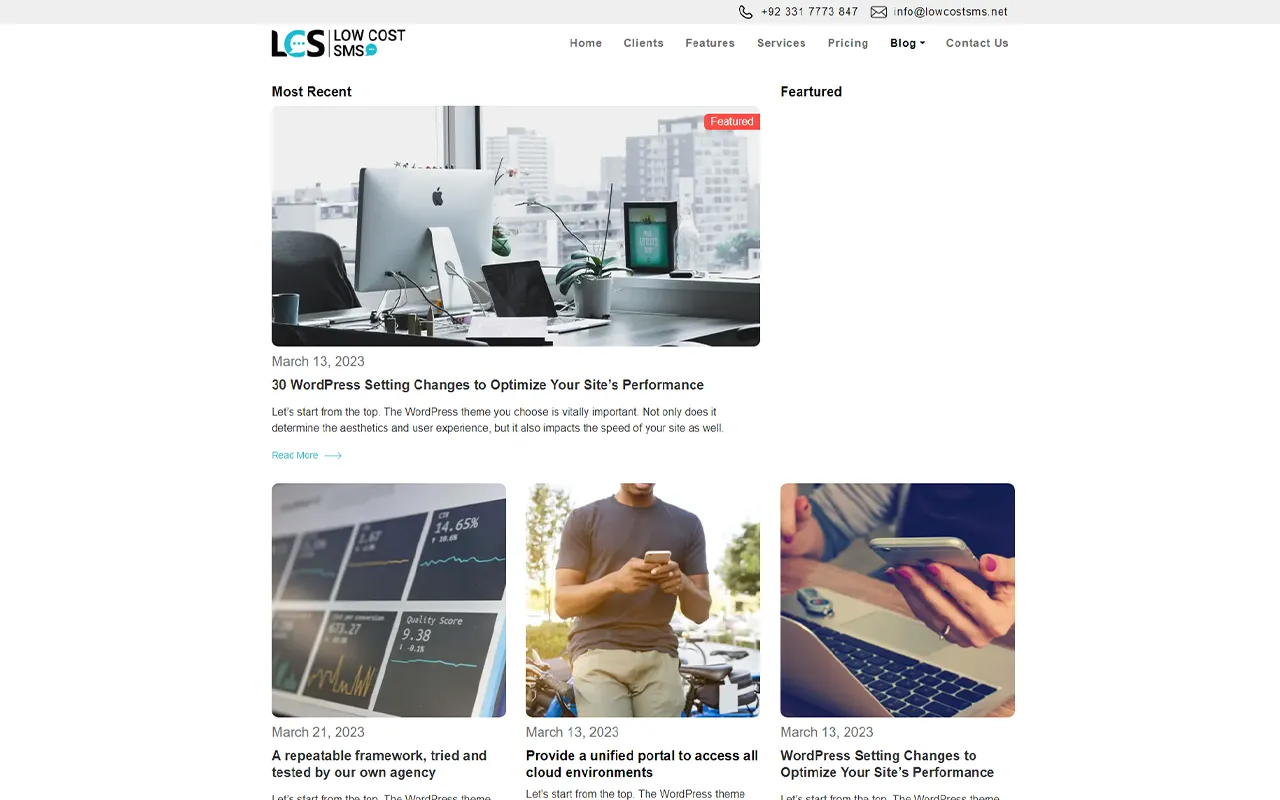 +92 331 7773 847 info@lowcostsms.net
LCS LOW COST
SMS
Home Clients Features Services Pricing Blog Contact Us
Most Recent
Feartured
Featured
March 13, 2023
30 WordPress Setting Changes to Optimize Your Site’s Performance
Let’s start from the top. The WordPress theme you choose is vitally important. Not only does it
determine the aesthetics and user experience, but it also impacts the speed of your site as well.
Read More
14.65%
Quality Score
673.27
9.38
March 21, 2023
A repeatable framework, tried and
tested by our own agency
Let’s start from the top. The WordPress theme
March 13, 2023
Provide a unified portal to access all
cloud environments
Let’s start from the top. The WordPress theme
March 13, 2023
WordPress Setting Changes to
Optimize Your Site’s Performance
Let’s start from the top. The WordPress theme